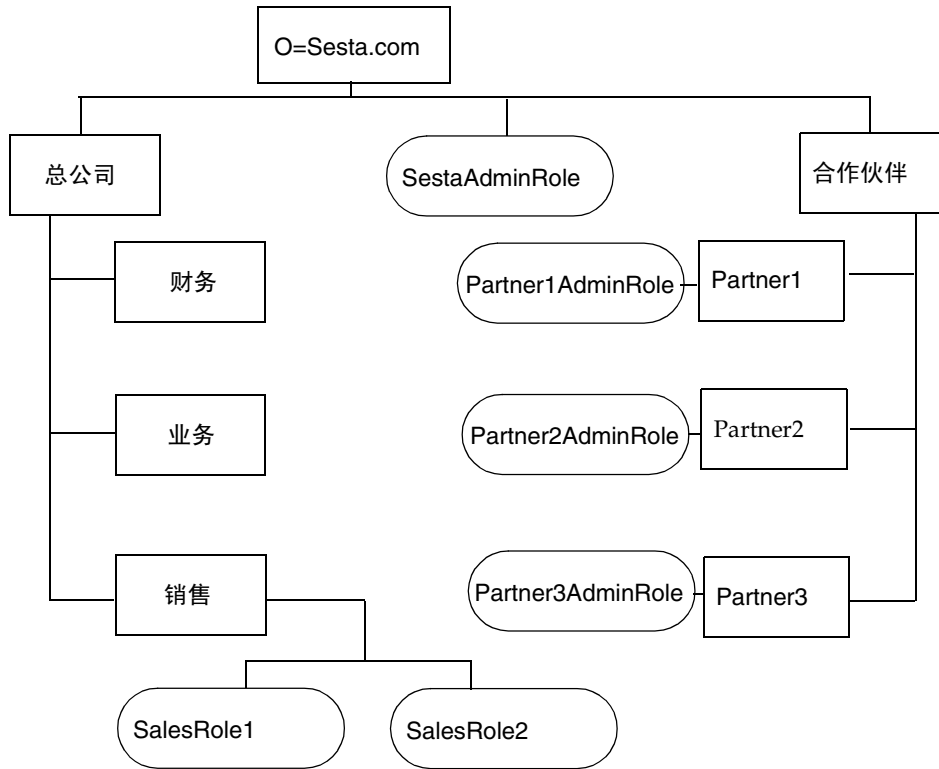 O=Sesta.com
总公司
SestaAdminRole
合作伙伴
财务
Partner1AdminRole
Partner1
业务
Partner2AdminRole
Partner2
销售
Partner3AdminRole
Partner3
SalesRole1
SalesRole2